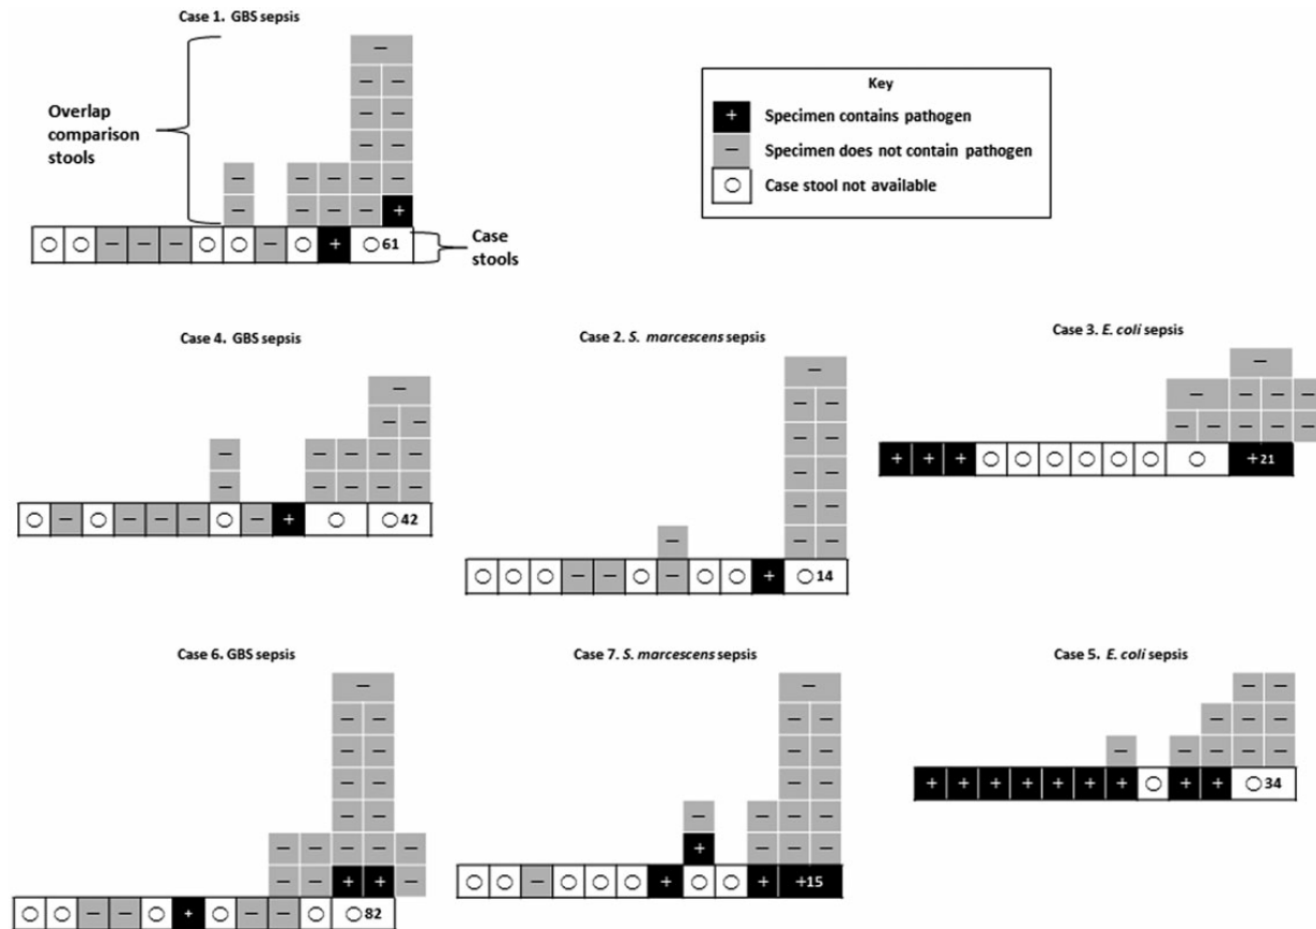 Case 1. GBS sepsis
Overlap
comparison
stools
Case
stools
61
Key
+ Specimen contains pathogen
− Specimen does not contain pathogen
○ Case stool not available
Case 4. GBS sepsis
42
Case 2. S. marcescens sepsis
14
Case 3. E. coli sepsis
+21
Case 6. GBS sepsis
82
Case 7. S. marcescens sepsis
+15
Case 5. E. coli sepsis
34